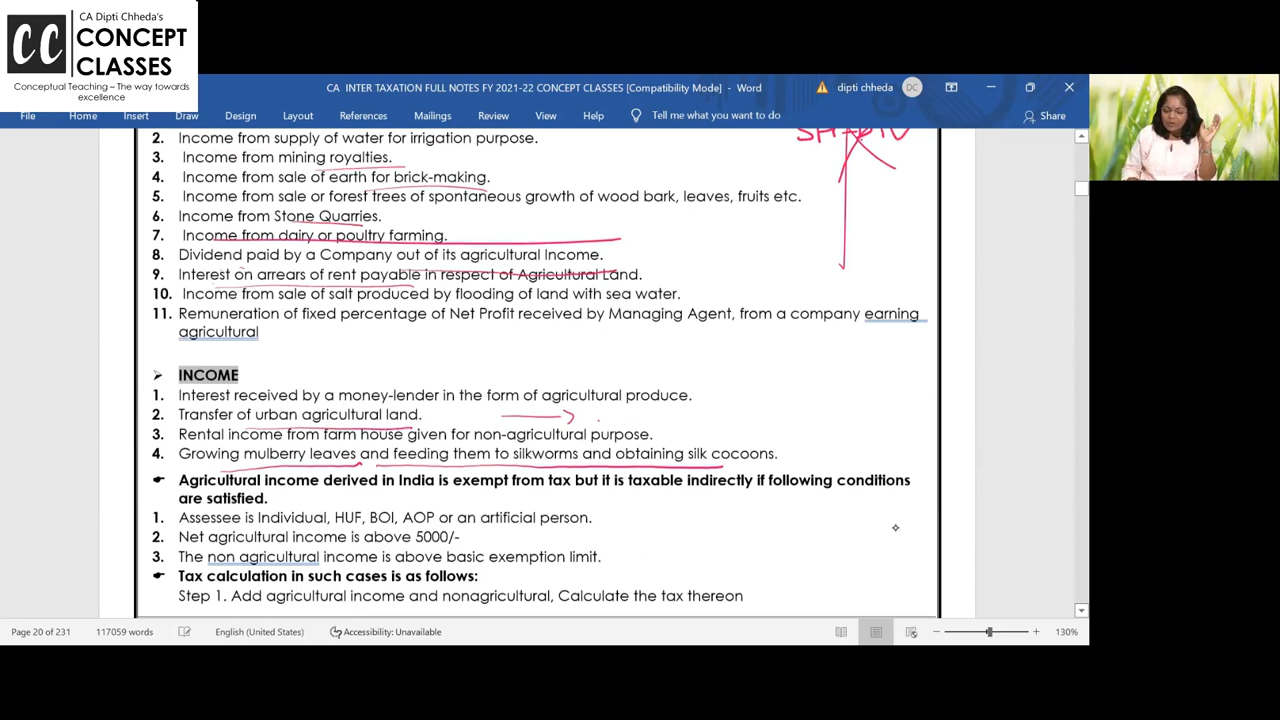 CA Dipti Chheda's
CC
CONCEPT
CLASSES
Conceptual Teaching – The way towards
excellence
CA INTER TAXATION FULL NOTES FY 2021-22 CONCEPT CLASSES [Compatibility Mode] - Word
dipti chheda
DC
File Home Insert Draw Design Layout References Mailings Review View Help Tell me what you want to do Share
2. Income from supply of water for irrigation purpose.
3. Income from mining royalties.
4. Income from sale of earth for brick-making.
5. Income from sale or forest trees of spontaneous growth of wood bark, leaves, fruits etc.
6. Income from Stone Quarries.
7. Income from dairy or poultry farming.
8. Dividend paid by a Company out of its agricultural Income.
9. Interest on arrears of rent payable in respect of Agricultural Land.
10. Income from sale of salt produced by flooding of land with sea water.
11. Remuneration of fixed percentage of Net Profit received by Managing Agent, from a company earning
agricultural
➢ INCOME
1. Interest received by a money-lender in the form of agricultural produce.
2. Transfer of urban agricultural land.
3. Rental income from farm house given for non-agricultural purpose.
4. Growing mulberry leaves and feeding them to silkworms and obtaining silk cocoons.
Agricultural income derived in India is exempt from tax but it is taxable indirectly if following conditions
are satisfied.
1. Assessee is Individual, HUF, BOI, AOP or an artificial person.
2. Net agricultural income is above 5000/-
3. The non agricultural income is above basic exemption limit.
Tax calculation in such cases is as follows:
Step 1. Add agricultural income and nonagricultural, Calculate the tax thereon
Page 20 of 231 117059 words English (United States) Accessibility: Unavailable 130%